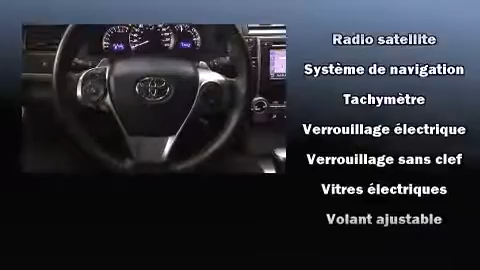 Radio satellite
Système de navigation
Tachymètre
Verrouillage électrique
Verrouillage sans clef
Vitres électriques
Volant ajustable